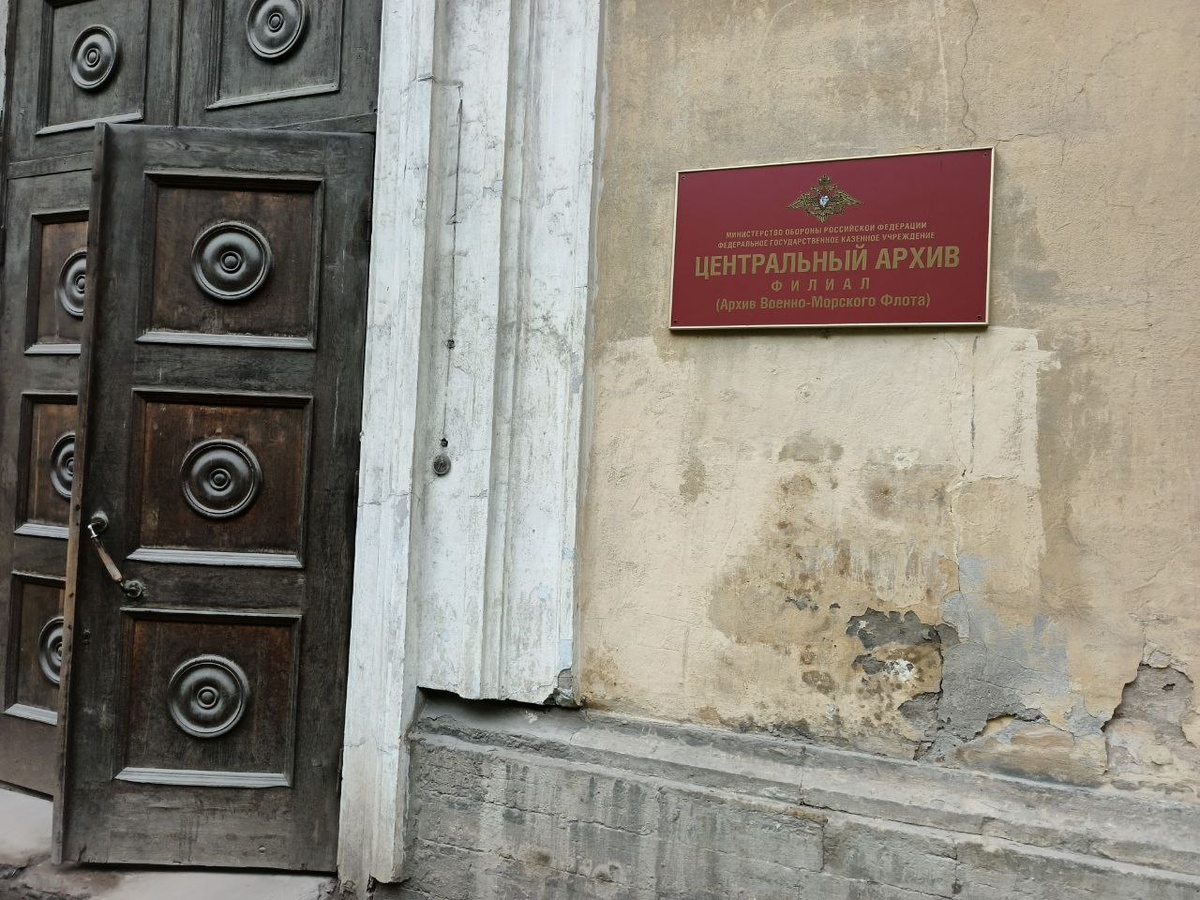 МИНИСТЕРСТВО ОБОРОНЫ РОССИЙСКОЙ ФЕДЕРАЦИИ
ФЕДЕРАЛЬНОЕ ГОСУДАРСТВЕННОЕ КАЗЕННОЕ УЧРЕЖДЕНИЕ
ЦЕНТРАЛЬНЫЙ АРХИВ
ФИЛИАЛ
(Архив Военно-Морского Флота)